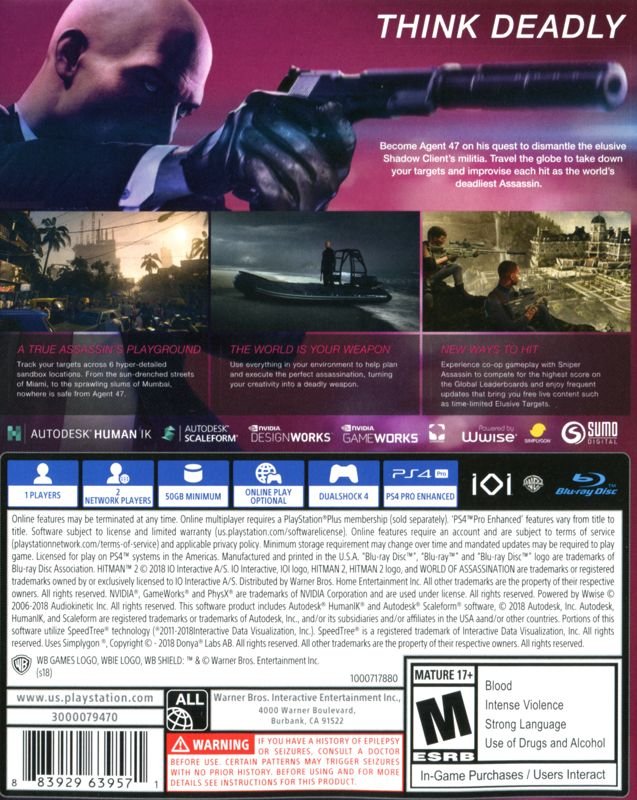 THINK DEADLY
Become Agent 47 on his quest to dismantle the elusive
Shadow Client's militia. Travel the globe to take down
your targets and improvise each hit as the world's
deadliest Assassin.
A TRUE ASSASSIN'S PLAYGROUND
Track your targets across 6 hyper-detailed
sandbox locations. From the sun-drenched streets
of Miami, to the sprawling slums of Mumbai,
nowhere is safe from Agent 47.
THE WORLD IS YOUR WEAPON
Use everything in your environment to help plan
and execute the perfect assassination, turning
your creativity into a deadly weapon.
NEW WAYS TO HIT
Experience co-op gameplay with Sniper
Assassin to compete for the highest score on
the Global Leaderboards and enjoy frequent
updates that bring you free content such
as time-limited Elusive Targets.
AUTODESK HUMAN IK
AUTODESK® SCALEFORM®
NVIDIA DESIGNWORKS
NVIDIA GAMEWORKS
Powered by Wwise
SIMPLYGON
SUMO DIGITAL
1 PLAYERS
2 NETWORK PLAYERS
50GB MINIMUM
ONLINE PLAY OPTIONAL
DUALSHOCK 4
PS4 Pro
PS4 PRO ENHANCED
IOI
Blu-ray Disc
Online features may be terminated at any time. Online multiplayer requires a PlayStation®Plus membership (sold separately). 'PS4™Pro Enhanced' features vary from title to
title. Software subject to license and limited warranty (us.playstation.com/softwarelicense). Online features require an account and are subject to terms of service
(playstationnetwork.com/terms-of-service) and applicable privacy policy. Minimum storage requirement may change over time and mandated updates may be required to play
game. Licensed for play on PS4™ systems in the Americas. Manufactured and printed in the U.S.A. "Blu-ray Disc™", "Blu-ray™" and "Blu-ray Disc™" logo are trademarks of
Blu-ray Disc Association. HITMAN™ 2 © 2018 IO Interactive A/S. IO Interactive, IOI logo, HITMAN 2, HITMAN 2 logo, and WORLD OF ASSASSINATION are trademarks or registered
trademarks owned by or exclusively licensed to IO Interactive A/S. Distributed by Warner Bros. Home Entertainment Inc. All other trademarks are the property of their respective
owners. All rights reserved. NVIDIA®, GameWorks® and PhysX® are trademarks of NVIDIA Corporation and are used under license. All rights reserved. Powered by Wwise ©
2006-2018 Audiokinetic Inc. All rights reserved. This software product includes Autodesk® HumanIK® and Autodesk® Scaleform® software, © 2018 Autodesk, Inc. Autodesk,
HumanIK, and Scaleform are registered trademarks or trademarks of Autodesk, Inc., and/or its subsidiaries and/or affiliates in the USA aand/or other countries. Portions of this
software utilize SpeedTree® technology (®2011-2018Interactive Data Visualization, Inc.). SpeedTree® is a registered trademark of Interactive Data Visualization, Inc. All rights
reserved. Uses Simplygon ®, Copyright © - 2018 Donya® Labs AB. All rights reserved. All other trademarks are the property of their respective owners. All rights reserved.
WB GAMES LOGO, WBIE LOGO, WB SHIELD: ™ & © Warner Bros. Entertainment Inc.
(s18)
1000717880
www.us.playstation.com
3000079470
8 83929 63957 1
ALL
Warner Bros. Interactive Entertainment Inc.,
4000 Warner Boulevard,
Burbank, CA 91522
WARNING IF YOU HAVE A HISTORY OF EPILEPSY
OR SEIZURES, CONSULT A DOCTOR
BEFORE USE. CERTAIN PATTERNS MAY TRIGGER SEIZURES
WITH NO PRIOR HISTORY. BEFORE USING AND FOR MORE
DETAILS SEE INSTRUCTIONS FOR THIS PRODUCT.
MATURE 17+
M
ESRB
Blood
Intense Violence
Strong Language
Use of Drugs and Alcohol
In-Game Purchases / Users Interact